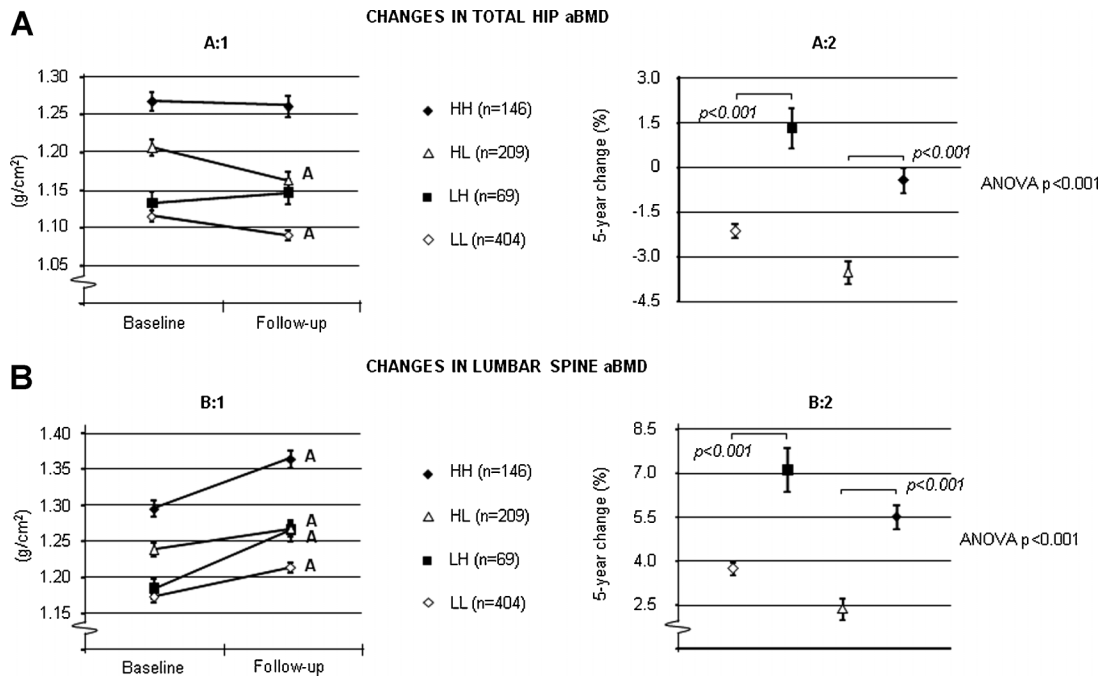 A
CHANGES IN TOTAL HIP aBMD
A:1
1.30
1.25
1.20
1.15
1.10
1.05
(g/cm²)
A
A
Baseline
Follow-up
HH (n=146)
HL (n=209)
LH (n=69)
LL (n=404)
A:2
3.0
1.5
0
-1.5
-3.0
-4.5
5-year change (%)
p<0.001
p<0.001
ANOVA p<0.001
B
CHANGES IN LUMBAR SPINE aBMD
B:1
1.40
1.35
1.30
1.25
1.20
1.15
(g/cm²)
A
A
A
A
Baseline
Follow-up
HH (n=146)
HL (n=209)
LH (n=69)
LL (n=404)
B:2
8.5
7.0
5.5
4.0
2.5
5-year change (%)
p<0.001
p<0.001
ANOVA p<0.001